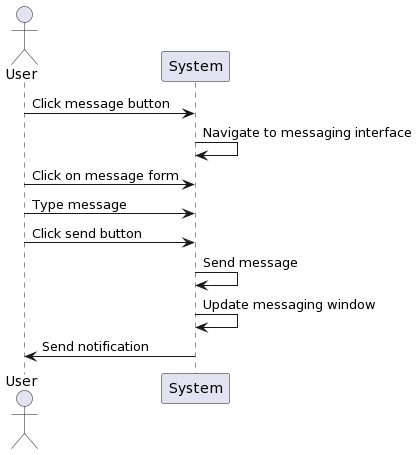 User
System
Click message button
Navigate to messaging interface
Click on message form
Type message
Click send button
Send message
Update messaging window
Send notification
User
System